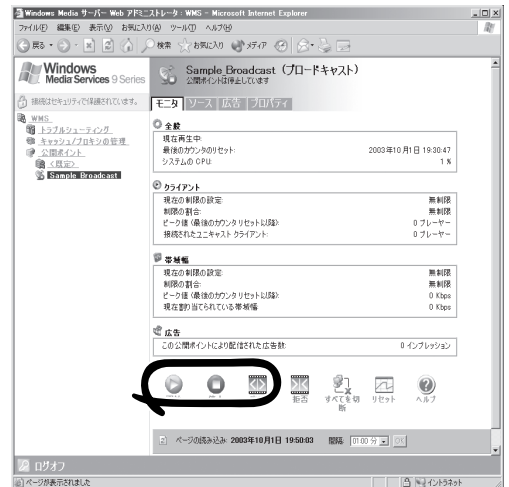 Windows Media サーバー Web アドミニストレータ : WMS - Microsoft Internet Explorer
ファイル(F) 編集(E) 表示(V) お気に入り(A) ツール(T) ヘルプ(H)
戻る 検索 お気に入り メディア
Windows
Media Services 9 Series
Sample Broadcast (ブロードキャスト)
公開ポイントは停止しています
接続はセキュリティで保護されています。
モニタ ソース 広告 プロパティ
WMS
トラブルシューティング
キャッシュ/プロキシの管理
公開ポイント
<既定>
Sample Broadcast
全般
現在再生中:
最後のカウンタのリセット: 2003年10月1日 19:30:47
システムの CPU: 1 %
クライアント
現在の制限の設定: 無制限
制限の割合: 無制限
ピーク値 (最後のカウンタ リセット以降): 0 プレーヤー
接続されたユニキャスト クライアント: 0 プレーヤー
帯域幅
現在の制限の設定: 無制限
制限の割合: 無制限
ピーク値 (最後のカウンタ リセット以降): 0 Kbps
現在割り当てられている帯域幅: 0 Kbps
広告
この公開ポイントにより配信された広告数: 0 インプレッション
拒否 すべてを切断 リセット ヘルプ
ページの読み込み: 2003年10月1日 19:50:03 間隔: 01:00 分 OK
ログオフ
ページが表示されました
イントラネット